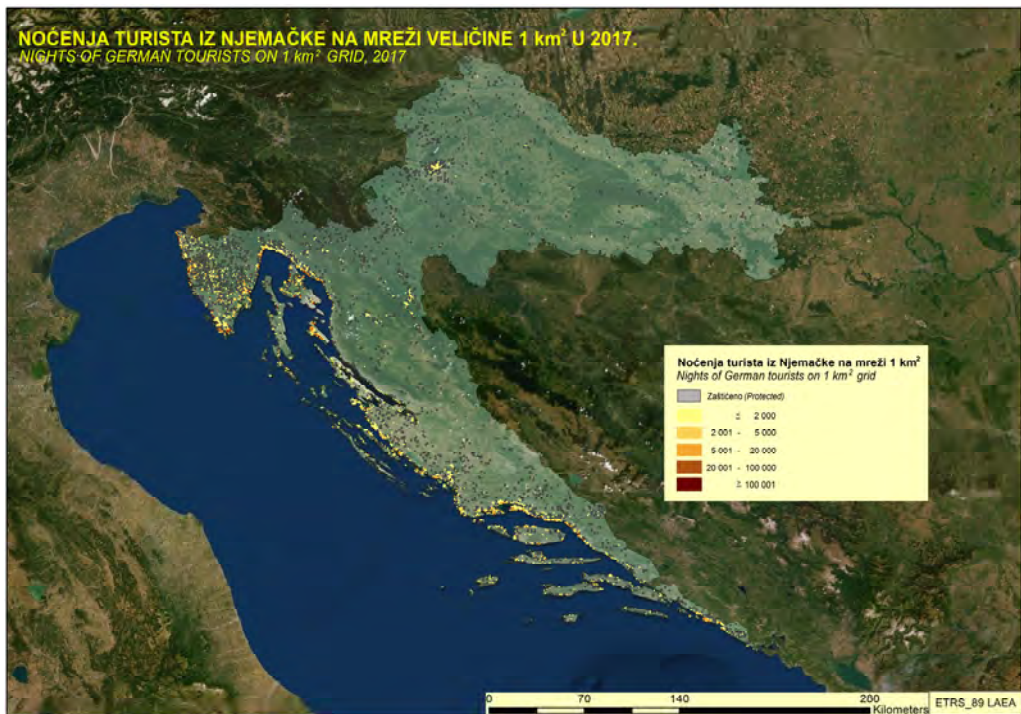 NOĆENJA TURISTA IZ NJEMAČKE NA MREŽI VELIČINE 1 km² U 2017.
NIGHTS OF GERMAN TOURISTS ON 1 km² GRID, 2017
Noćenja turista iz Njemačke na mreži 1 km²
Nights of German tourists on 1 km² grid
Zaštićeno (Protected)
≤ 2 000
2 001 - 5 000
5 001 - 20 000
20 001 - 100 000
≥ 100 001
0 70 140 280
Kilometers
ETRS_89 LAEA